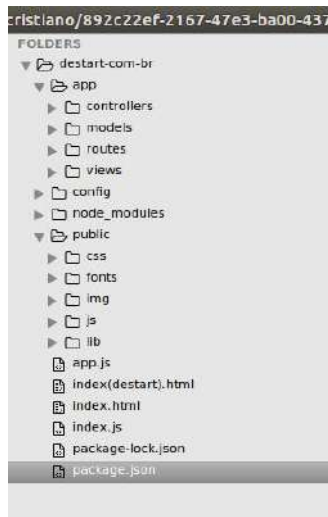 cristiano/892c22ef-2167-47e3-ba00-437
FOLDERS
destart-com-br
app
controllers
models
routes
views
config
node_modules
public
css
fonts
img
js
lib
app.js
index(destart).html
index.html
index.js
package-lock.json
package.json